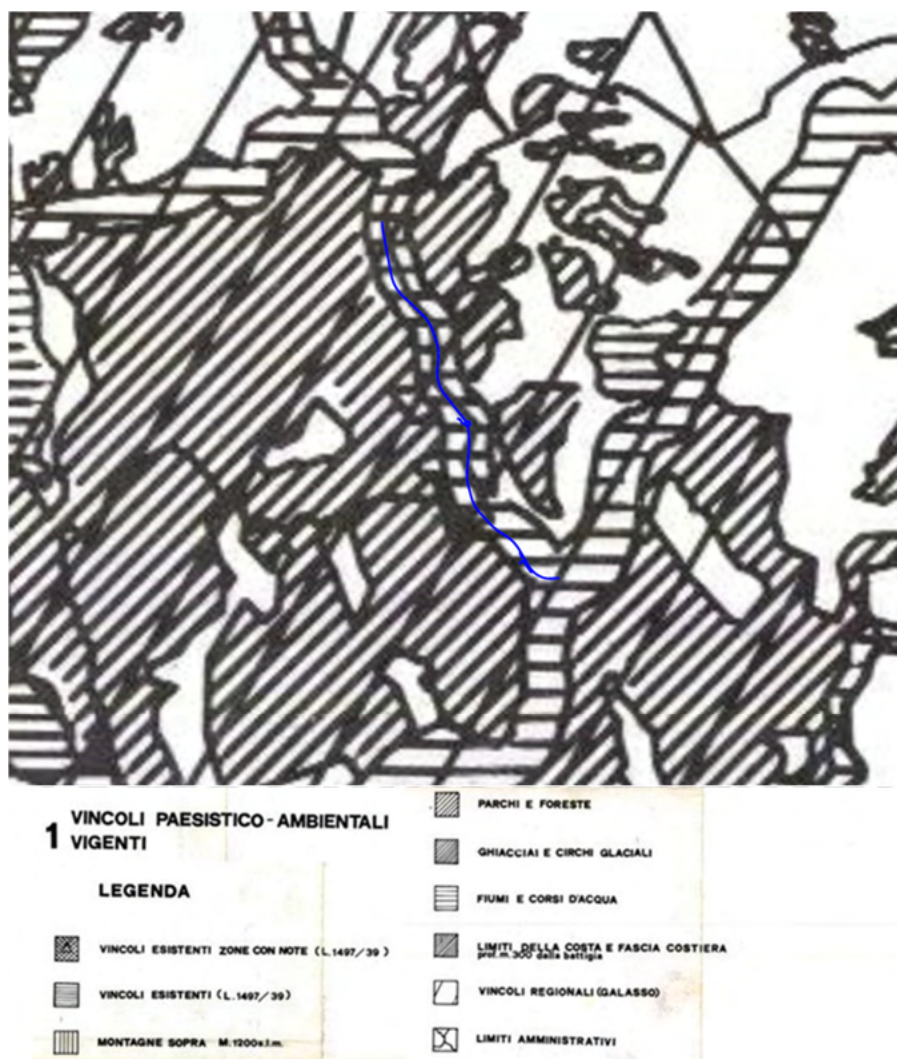 1 VINCOLI PAESISTICO-AMBIENTALI
VIGENTI
LEGENDA
VINCOLI ESISTENTI ZONE CON NOTE (L.1497/39)
VINCOLI ESISTENTI (L.1497/39)
MONTAGNE SOPRA M.1200s.l.m.
PARCHI E FORESTE
GHIACCIAI E CIRCHI GLACIALI
FIUMI E CORSI D'ACQUA
LIMITI DELLA COSTA E FASCIA COSTIERA
prof.m.300 dalla battigia
VINCOLI REGIONALI (GALASSO)
LIMITI AMMINISTRATIVI